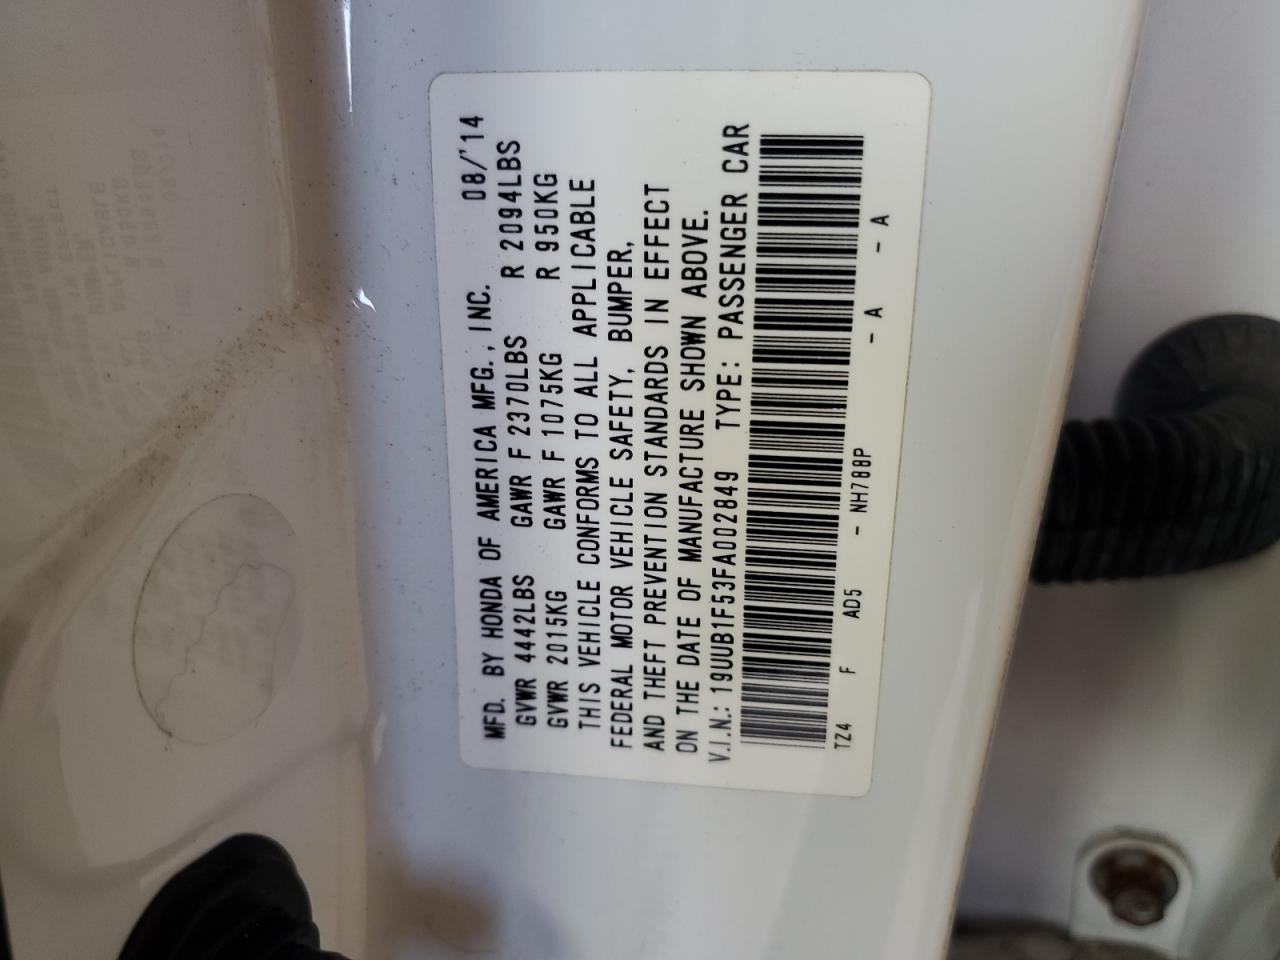 MFD. BY HONDA OF AMERICA MFG., INC. 08/'14
GVWR 4442LBS GAWR F 2370LBS R 2094LBS
GVWR 2015KG GAWR F 1075KG R 950KG
THIS VEHICLE CONFORMS TO ALL APPLICABLE
FEDERAL MOTOR VEHICLE SAFETY, BUMPER,
AND THEFT PREVENTION STANDARDS IN EFFECT
ON THE DATE OF MANUFACTURE SHOWN ABOVE.
V.I.N.: 19UUB1F53FA002849 TYPE: PASSENGER CAR
TZ4 F AD5 - NH788P - A - A